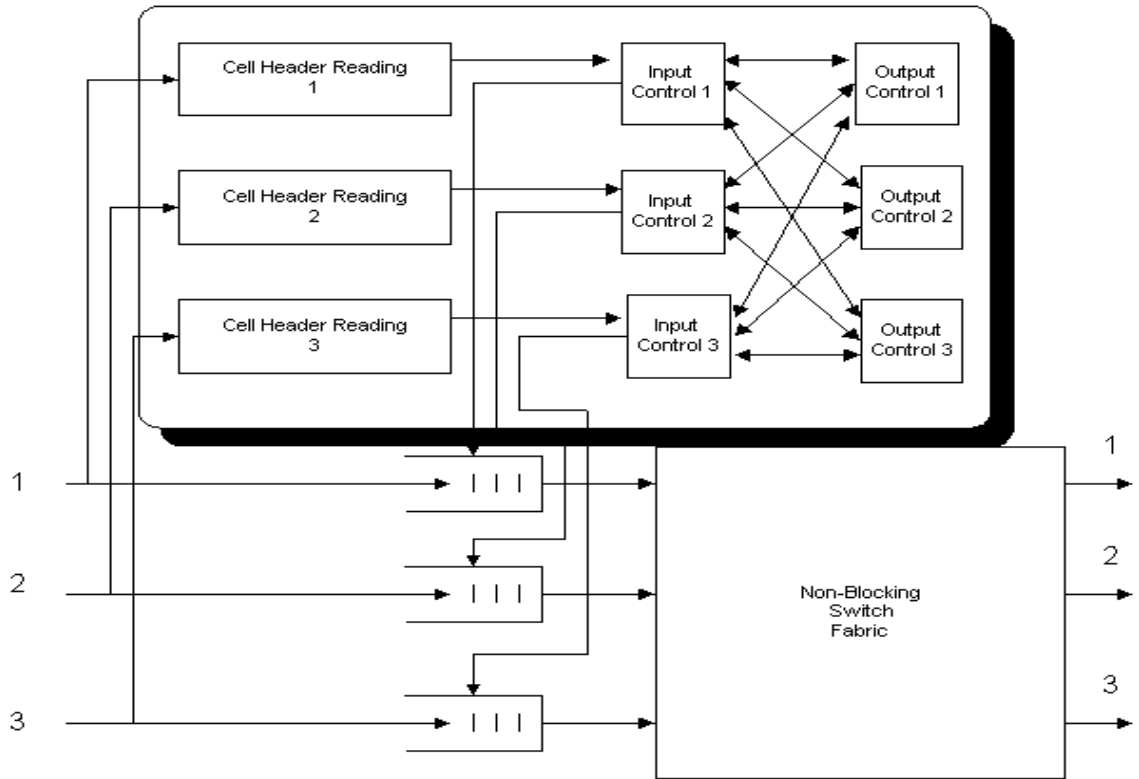 Cell Header Reading
1
Input
Control 1
Output
Control 1
Cell Header Reading
2
Input
Control 2
Output
Control 2
Cell Header Reading
3
Input
Control 3
Output
Control 3
1
2
3
Non-Blocking
Switch
Fabric
1
2
3